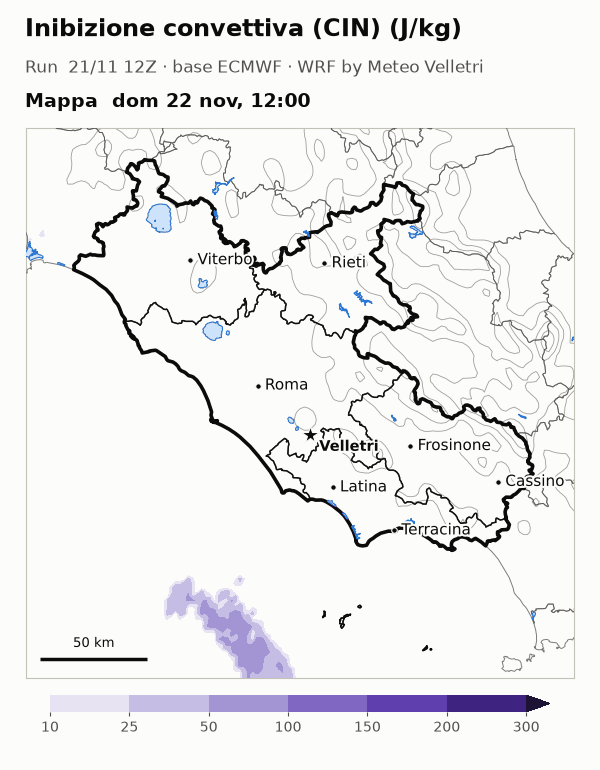 Inibizione convettiva (CIN) (J/kg)
Run  21/11 12Z · base ECMWF · WRF by Meteo Velletri
Mappa  dom 22 nov, 12:00
Viterbo
Rieti
Roma
Velletri
Frosinone
Latina
Cassino
Terracina
50 km
10 25 50 100 150 200 300